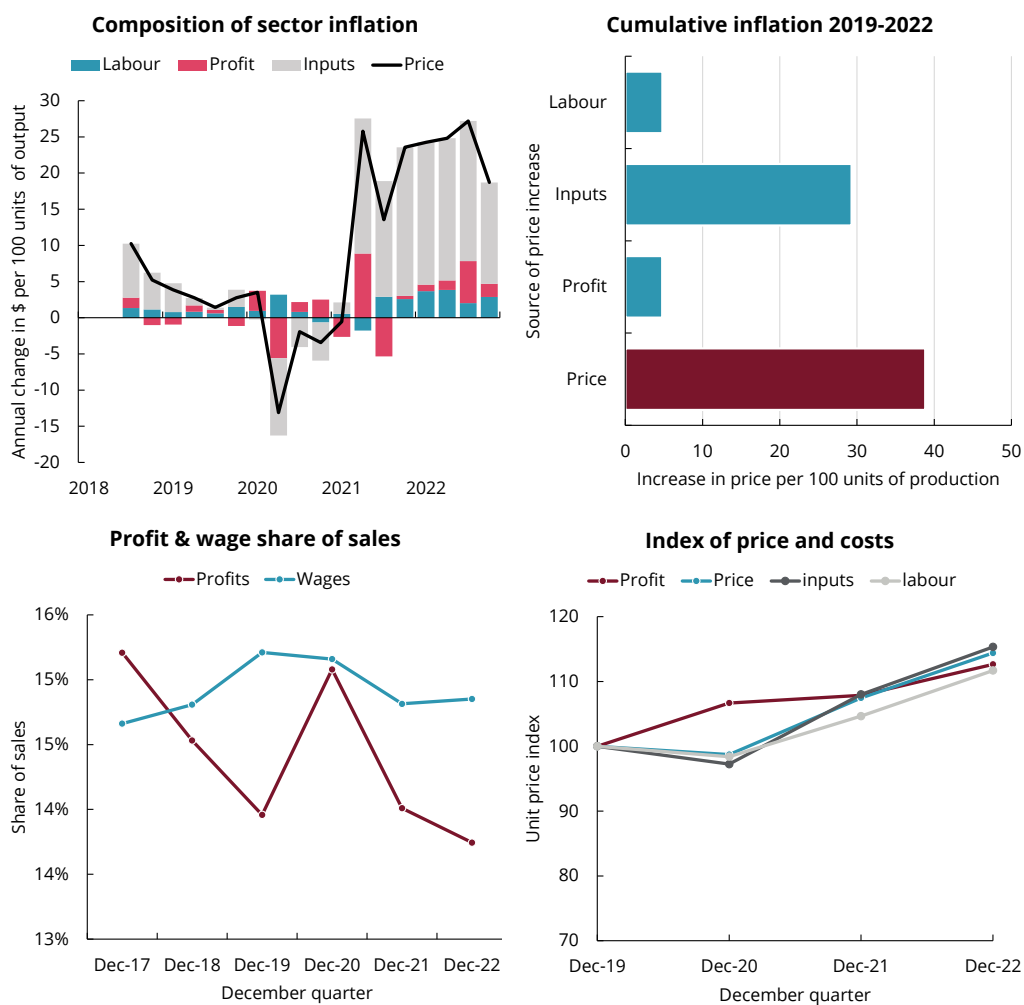 Composition of sector inflation
Labour Profit Inputs Price
Annual change in $ per 100 units of output
30
25
20
15
10
5
0
-5
-10
-15
-20
2018 2019 2020 2021 2022
Cumulative inflation 2019-2022
Source of price increase
Labour
Inputs
Profit
Price
0 10 20 30 40 50
Increase in price per 100 units of production
Profit & wage share of sales
Profits Wages
Share of sales
16%
15%
15%
14%
14%
13%
Dec-17 Dec-18 Dec-19 Dec-20 Dec-21 Dec-22
December quarter
Index of price and costs
Profit Price inputs labour
Unit price index
120
110
100
90
80
70
Dec-19 Dec-20 Dec-21 Dec-22
December quarter